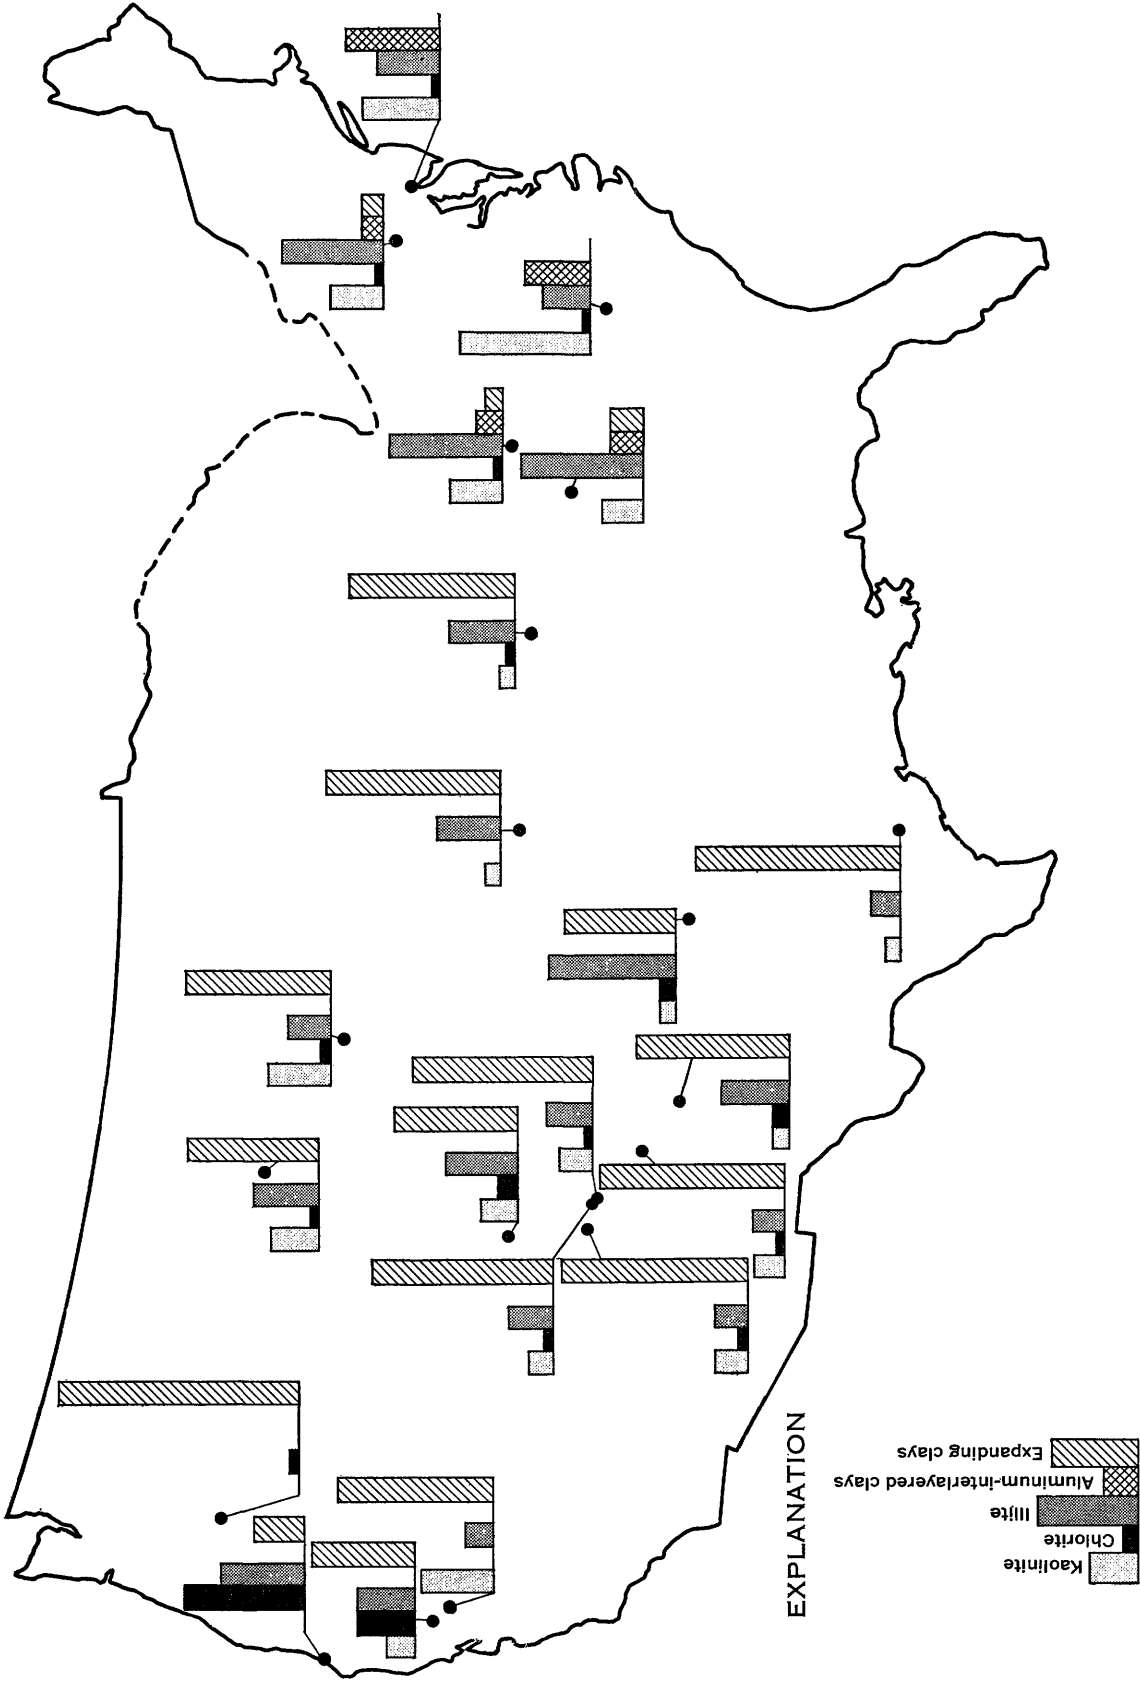 EXPLANATION
Kaolinite
Chlorite
Illite
Aluminum-interlayered clays
Expanding clays